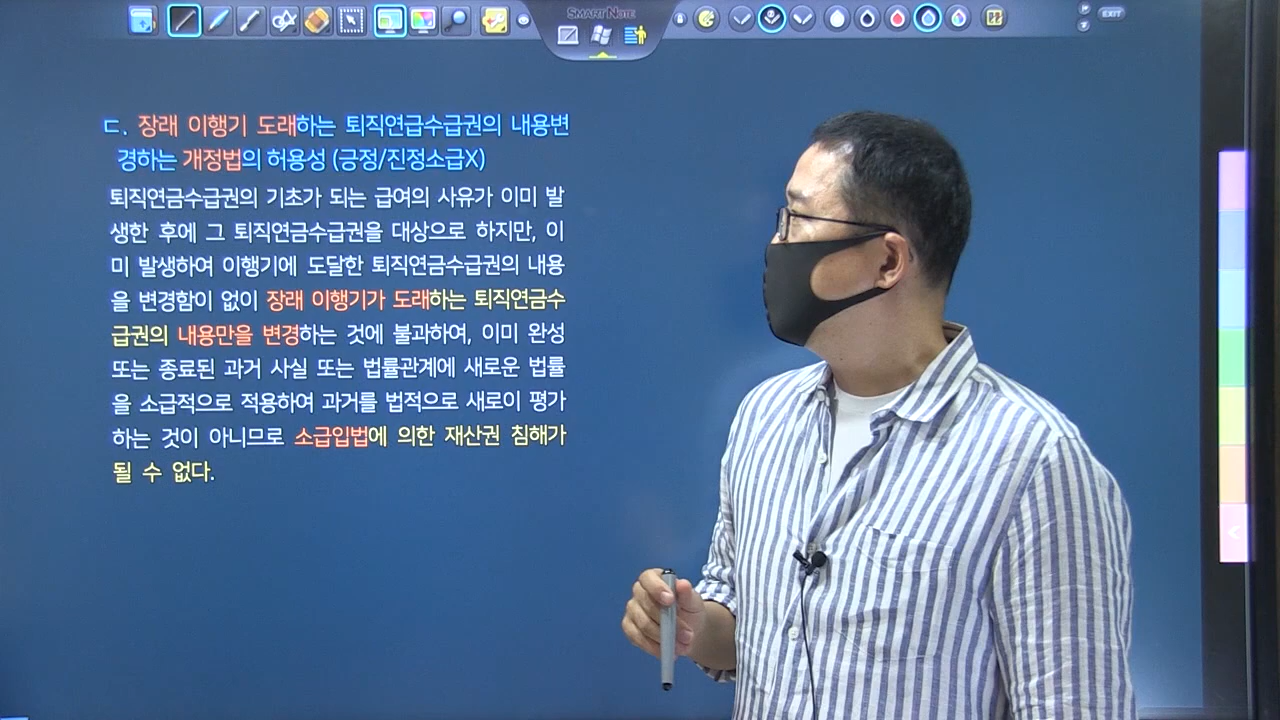 SMART NOTE
EXIT
ㄷ. 장래 이행기 도래하는 퇴직연급수급권의 내용변
경하는 개정법의 허용성 (긍정/진정소급X)
퇴직연금수급권의 기초가 되는 급여의 사유가 이미 발
생한 후에 그 퇴직연금수급권을 대상으로 하지만, 이
미 발생하여 이행기에 도달한 퇴직연금수급권의 내용
을 변경함이 없이 장래 이행기가 도래하는 퇴직연금수
급권의 내용만을 변경하는 것에 불과하여, 이미 완성
또는 종료된 과거 사실 또는 법률관계에 새로운 법률
을 소급적으로 적용하여 과거를 법적으로 새로이 평가
하는 것이 아니므로 소급입법에 의한 재산권 침해가
될 수 없다.